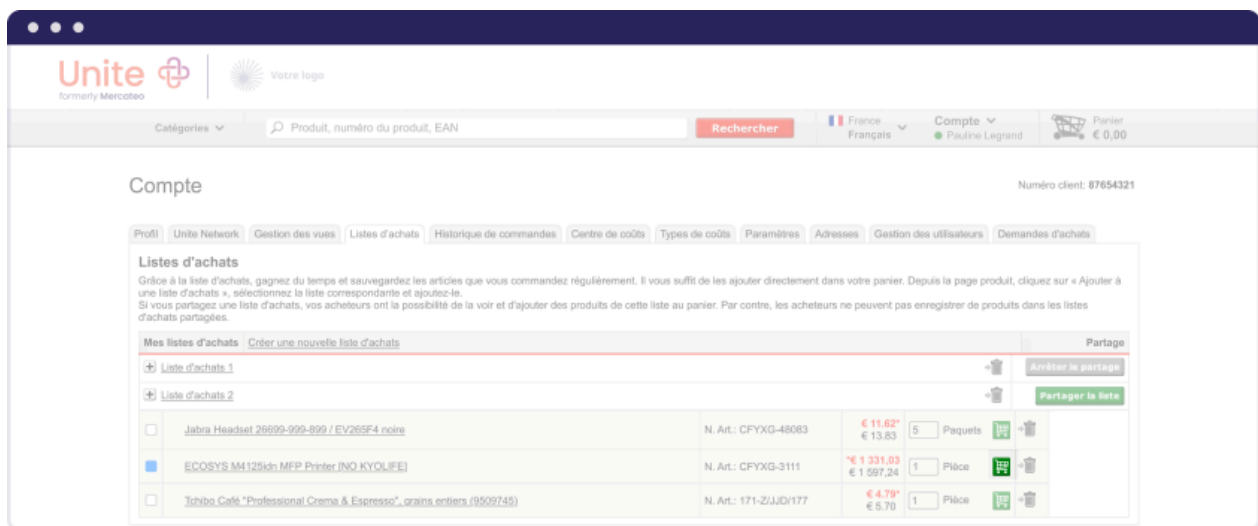 Unite
formerly Mercateo
Votre logo
Catégories
Produit, numéro du produit, EAN
Rechercher
France
Français
Compte
Pauline Legrand
Panier
€ 0,00
Compte
Numéro client: 87654321
Profil Unite Network Gestion des vues Listes d'achats Historique de commandes Centre de coûts Types de coûts Paramètres Adresses Gestion des utilisateurs Demandes d'achats
Listes d'achats
Grâce à la liste d'achats, gagnez du temps et sauvegardez les articles que vous commandez régulièrement. Il vous suffit de les ajouter directement dans votre panier. Depuis la page produit, cliquez sur « Ajouter à
une liste d'achats », sélectionnez la liste correspondante et ajoutez-le.
Si vous partagez une liste d'achats, vos acheteurs ont la possibilité de la voir et d'ajouter des produits de cette liste au panier. Par contre, les acheteurs ne peuvent pas enregistrer de produits dans les listes
d'achats partagées.
Mes listes d'achats Créer une nouvelle liste d'achats Partage
Liste d'achats 1 Arrêter le partage
Liste d'achats 2 Partager la liste
Jabra Headset 26699-999-899 / EV265F4 noire N. Art.: CFYXG-48083 € 11.62* 5 Paquets
€ 13.83
ECOSYS M4125idn MFP Printer [NO KYOLIFE] N. Art.: CFYXG-3111 *€ 1 331,03 1 Pièce
€ 1 597,24
Tchibo Café "Professional Crema & Espresso", grains entiers (9509745) N. Art.: 171-Z/JJD/177 € 4.79* 1 Pièce
€ 5.70